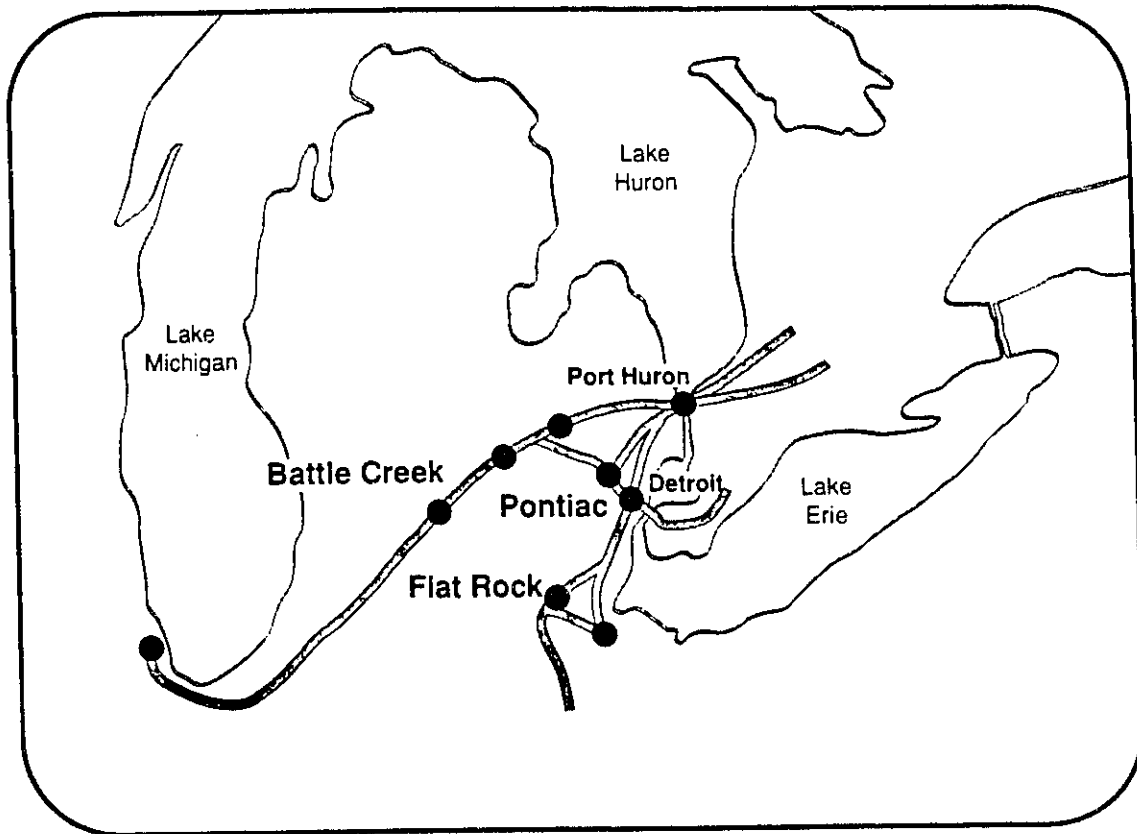 Lake
Huron
Lake
Michigan
Port Huron
Battle Creek
Pontiac
Detroit
Lake
Erie
Flat Rock